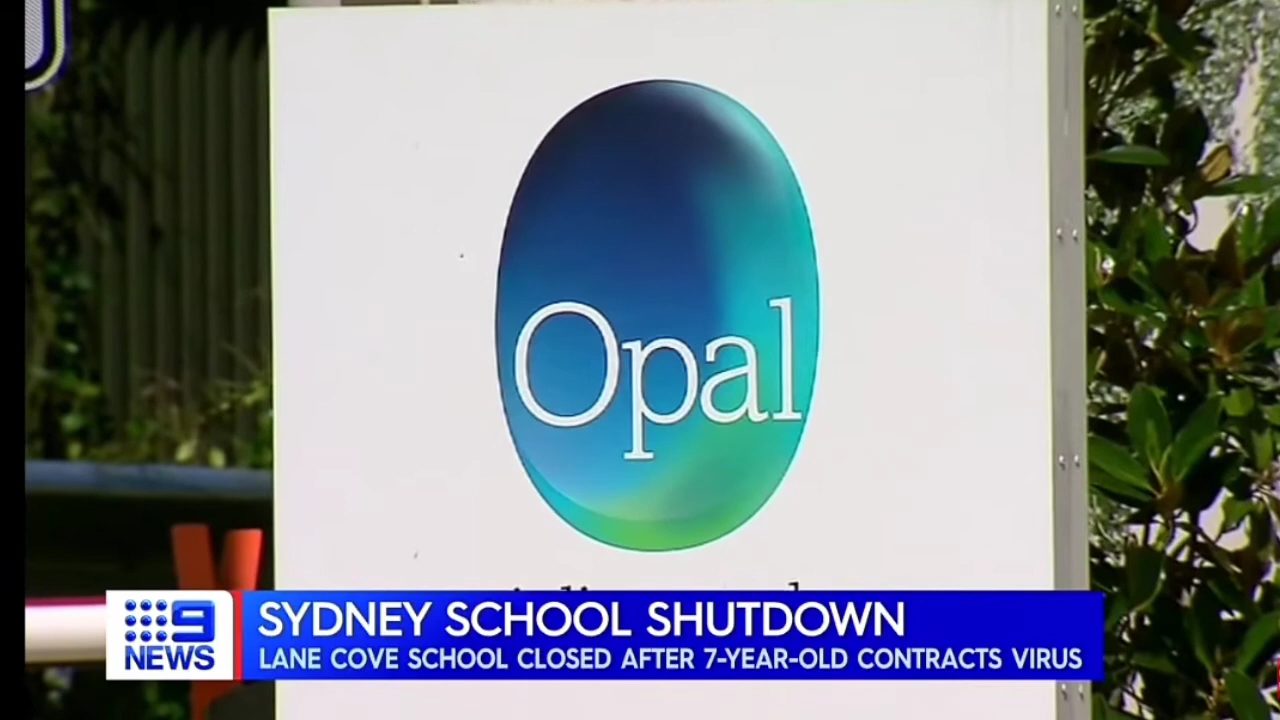 Opal
9
NEWS
SYDNEY SCHOOL SHUTDOWN
LANE COVE SCHOOL CLOSED AFTER 7-YEAR-OLD CONTRACTS VIRUS